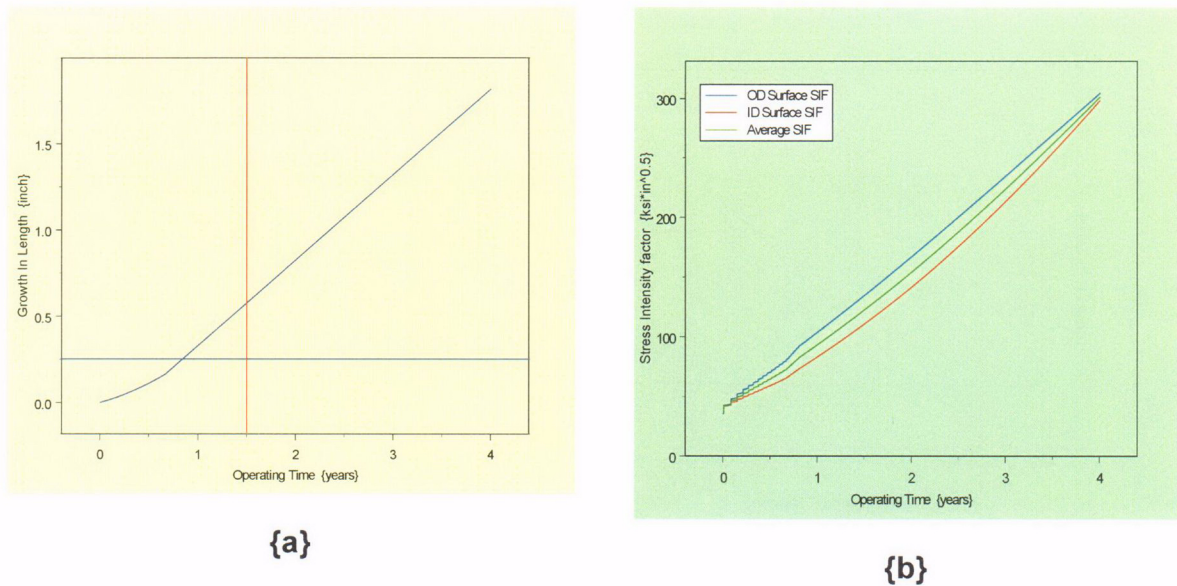 1.5
1.0
0.5
0.0
Growth In Length {inch}
0
1
2
3
4
Operating Time {years}
{a}
OD Surface SIF
ID Surface SIF
Average SIF
300
200
100
0
Stress Intensity factor {ksi*in^0.5}
0
1
2
3
4
Operating Time {years}
{b}